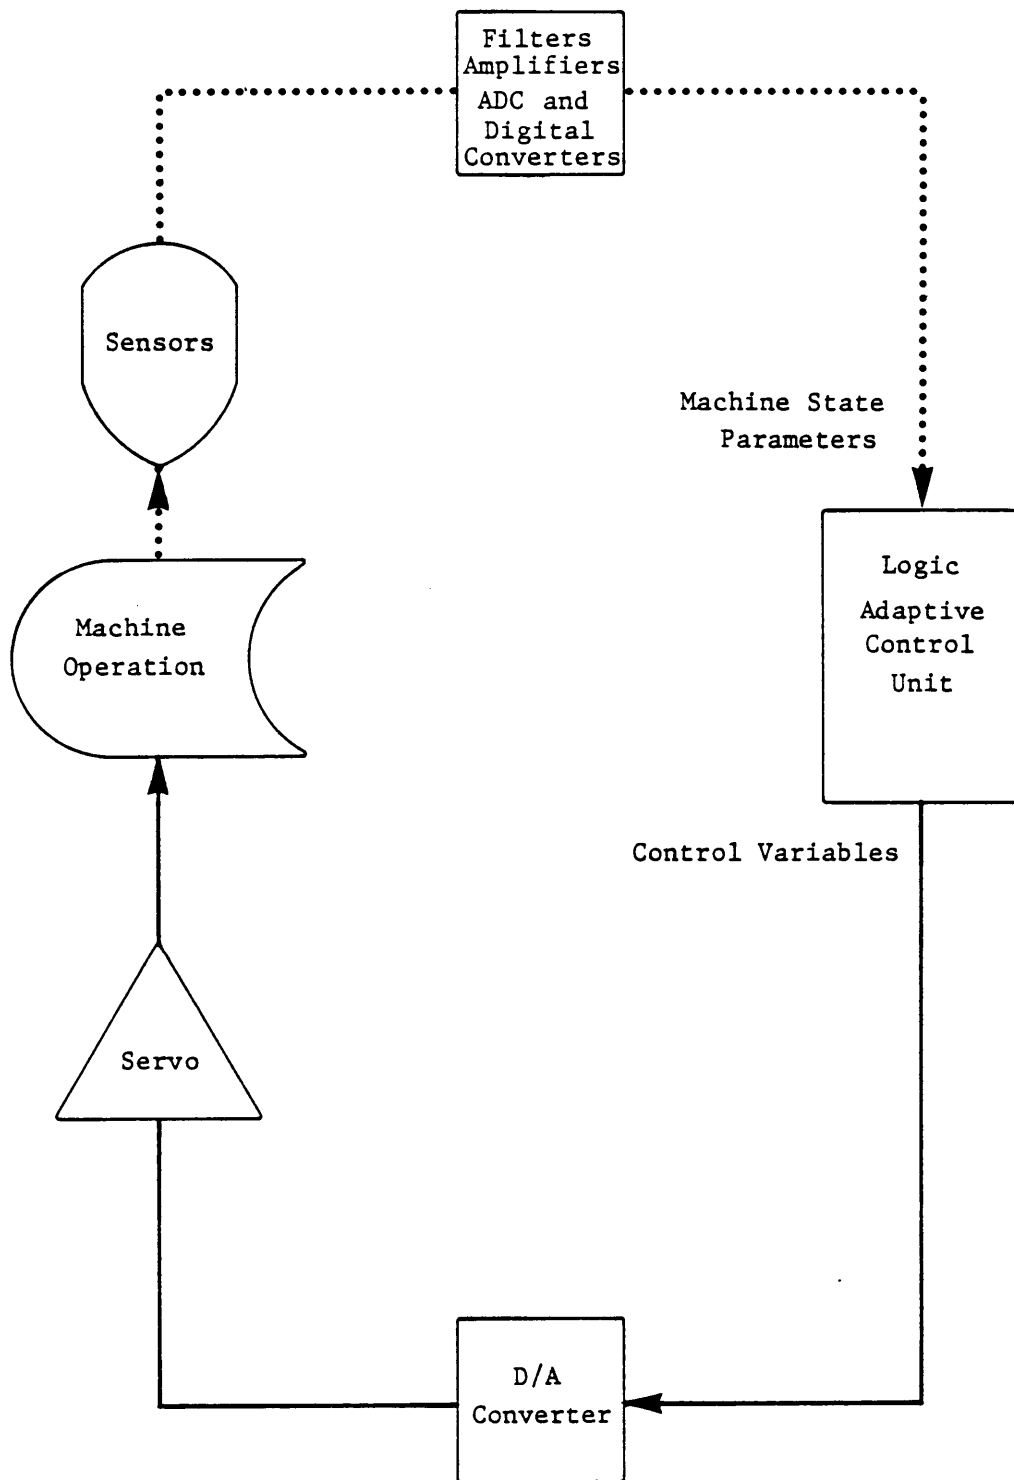 Filters
Amplifiers
ADC and
Digital
Converters
Sensors
Machine State
Parameters
Logic
Adaptive
Control
Unit
Machine
Operation
Control Variables
Servo
D/A
Converter